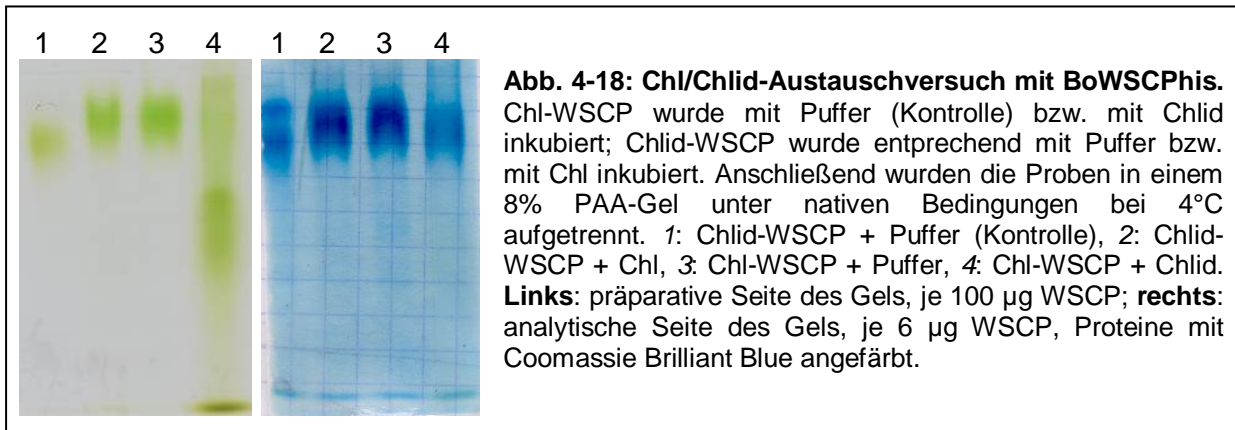 1 2 3 4
1 2 3 4
Abb. 4-18: Chl/Chlid-Austauschversuch mit BoWSCPhis.
Chl-WSCP wurde mit Puffer (Kontrolle) bzw. mit Chlid
inkubiert; Chlid-WSCP wurde entprechend mit Puffer bzw.
mit Chl inkubiert. Anschließend wurden die Proben in einem
8% PAA-Gel unter nativen Bedingungen bei 4°C
aufgetrennt. 1: Chlid-WSCP + Puffer (Kontrolle), 2: Chlid-
WSCP + Chl, 3: Chl-WSCP + Puffer, 4: Chl-WSCP + Chlid.
Links: präparative Seite des Gels, je 100 µg WSCP; rechts:
analytische Seite des Gels, je 6 µg WSCP, Proteine mit
Coomassie Brilliant Blue angefärbt.